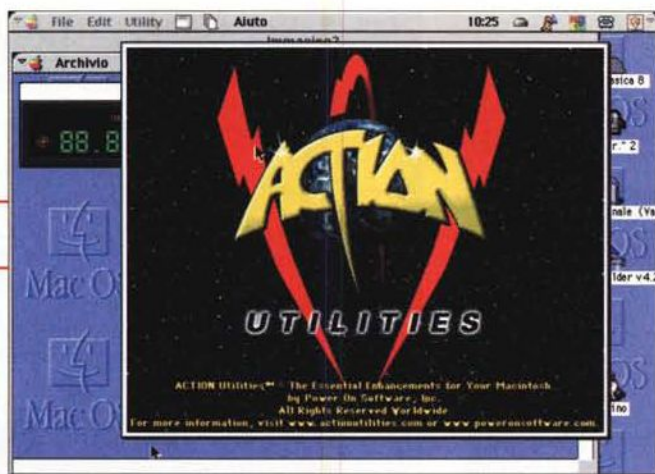 File Edit Utility Aiuto 10:25
Immagine2
Archivio
88.8
Mac OS
Mac OS
ACTION
UTILITIES
ACTION Utilities™ - The Essential Enhancements for Your Macintosh
by Power On Software, Inc.
All Rights Reserved Worldwide
For more information, visit www.actionutilities.com or www.poweronsoftware.com.